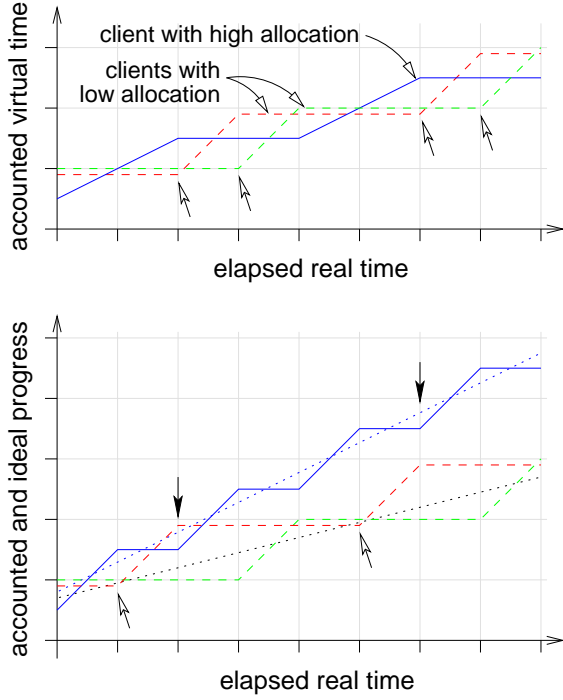 accounted virtual time
client with high allocation
clients with
low allocation
elapsed real time
accounted and ideal progress
elapsed real time